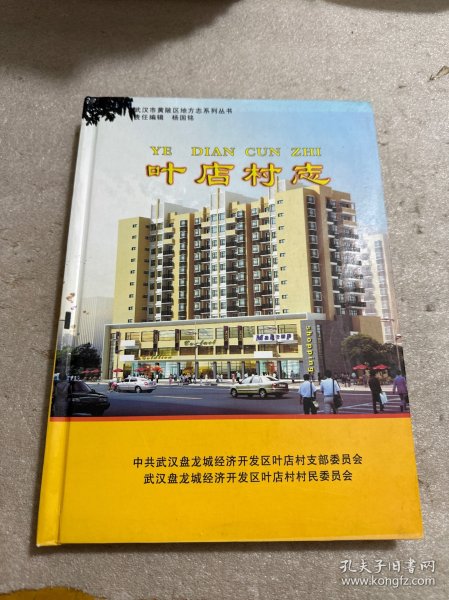 武汉市黄陂区地方志系列丛书
责任编辑 杨国铭
YE DIAN CUN ZHI
叶店村志
shopping
中共武汉盘龙城经济开发区叶店村支部委员会
武汉盘龙城经济开发区叶店村村民委员会
孔夫子旧书网
www.kongfz.com